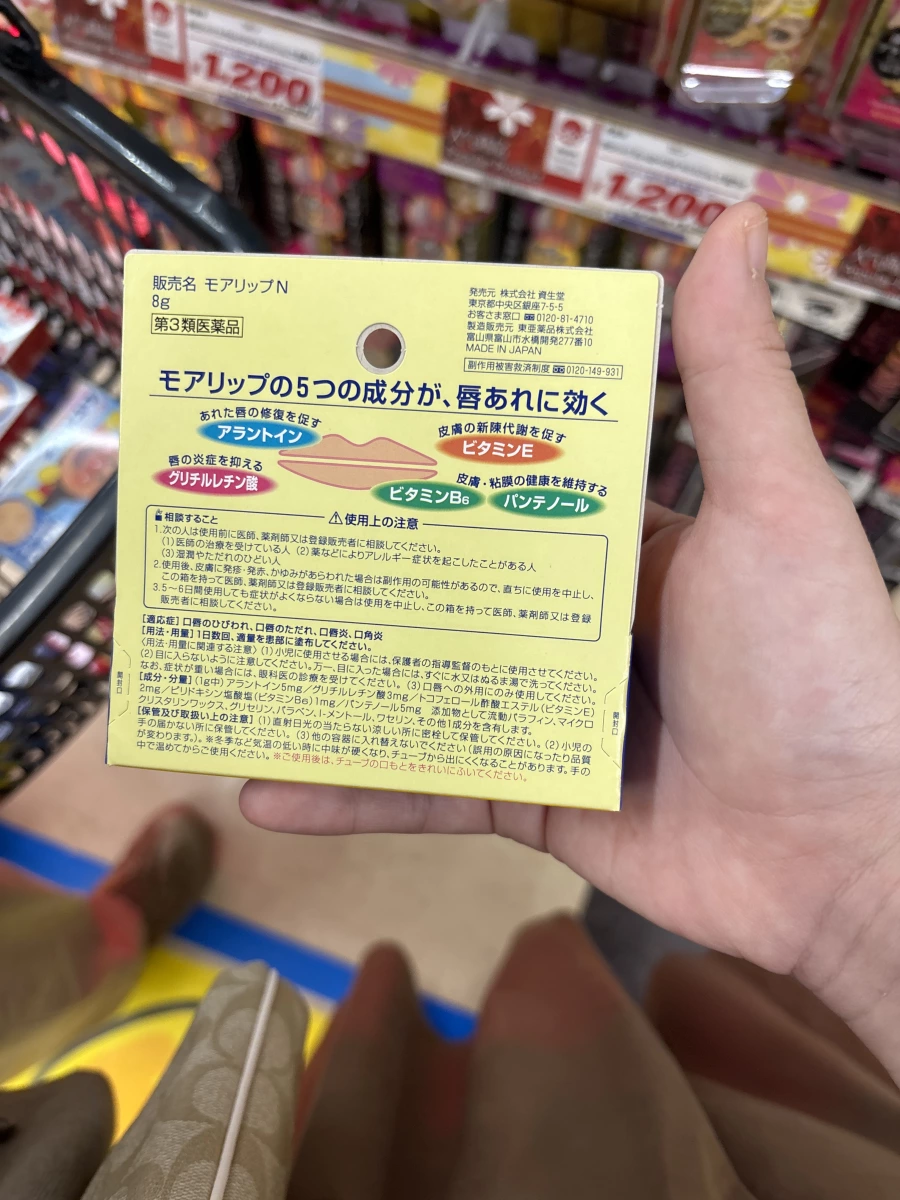 1,200
1,200
販売名 モアリップN
8g
第3類医薬品
発売元 株式会社 資生堂
東京都中央区銀座7-5-5
お客さま窓口 0120-81-4710
製造販売元 東亜薬品株式会社
富山県富山市水橋開発277番10
MADE IN JAPAN
副作用被害救済制度 0120-149-931
モアリップの5つの成分が、唇あれに効く
あれた唇の修復を促す
アラントイン
皮膚の新陳代謝を促す
ビタミンE
唇の炎症を抑える
グリチルレチン酸
ビタミンB6
皮膚・粘膜の健康を維持する
パンテノール
使用上の注意
相談すること
1.次の人は使用前に医師、薬剤師又は登録販売者に相談してください。
(1)医師の治療を受けている人 (2)薬などによりアレルギー症状を起こしたことがある人
(3)湿潤やただれのひどい人
2.使用後、皮膚に発疹・発赤、かゆみがあらわれた場合は副作用の可能性があるので、直ちに使用を中止し、
この箱を持って医師、薬剤師又は登録販売者に相談してください。
3.5〜6日間使用しても症状がよくならない場合は使用を中止し、この箱を持って医師、薬剤師又は登録
販売者に相談してください。
[適応症]口唇のひびわれ、口唇のただれ、口唇炎、口角炎
[用法・用量]1日数回、適量を患部に塗布してください。
〈用法・用量に関連する注意〉(1)小児に使用させる場合には、保護者の指導監督のもとに使用させてください。
(2)目に入らないように注意してください。万一、目に入った場合には、すぐに水又はぬるま湯で洗ってください。
なお、症状が重い場合には、眼科医の診療を受けてください。(3)口唇への外用にのみ使用してください。
[成分・分量](1g中)アラントイン5mg/グリチルレチン酸3mg/トコフェロール酢酸エステル(ビタミンE)
2mg/ピリドキシン塩酸塩(ビタミンB6)1mg/パンテノール5mg 添加物として流動パラフィン、マイクロ
クリスタリンワックス、グリセリン、パラベン、l-メントール、ワセリン、その他1成分を含有します。
[保管及び取扱い上の注意](1)直射日光の当たらない涼しい所に密栓して保管してください。(2)小児の
手の届かない所に保管してください。(3)他の容器に入れ替えないでください(誤用の原因になったり品質
が変わります。)。※冬季など気温の低い時に中味が硬くなり、チューブから出にくくなることがあります。手の
中で温めてからご使用ください。※ご使用後は、チューブの口もとをきれいにふいてください。
開封口
開封口